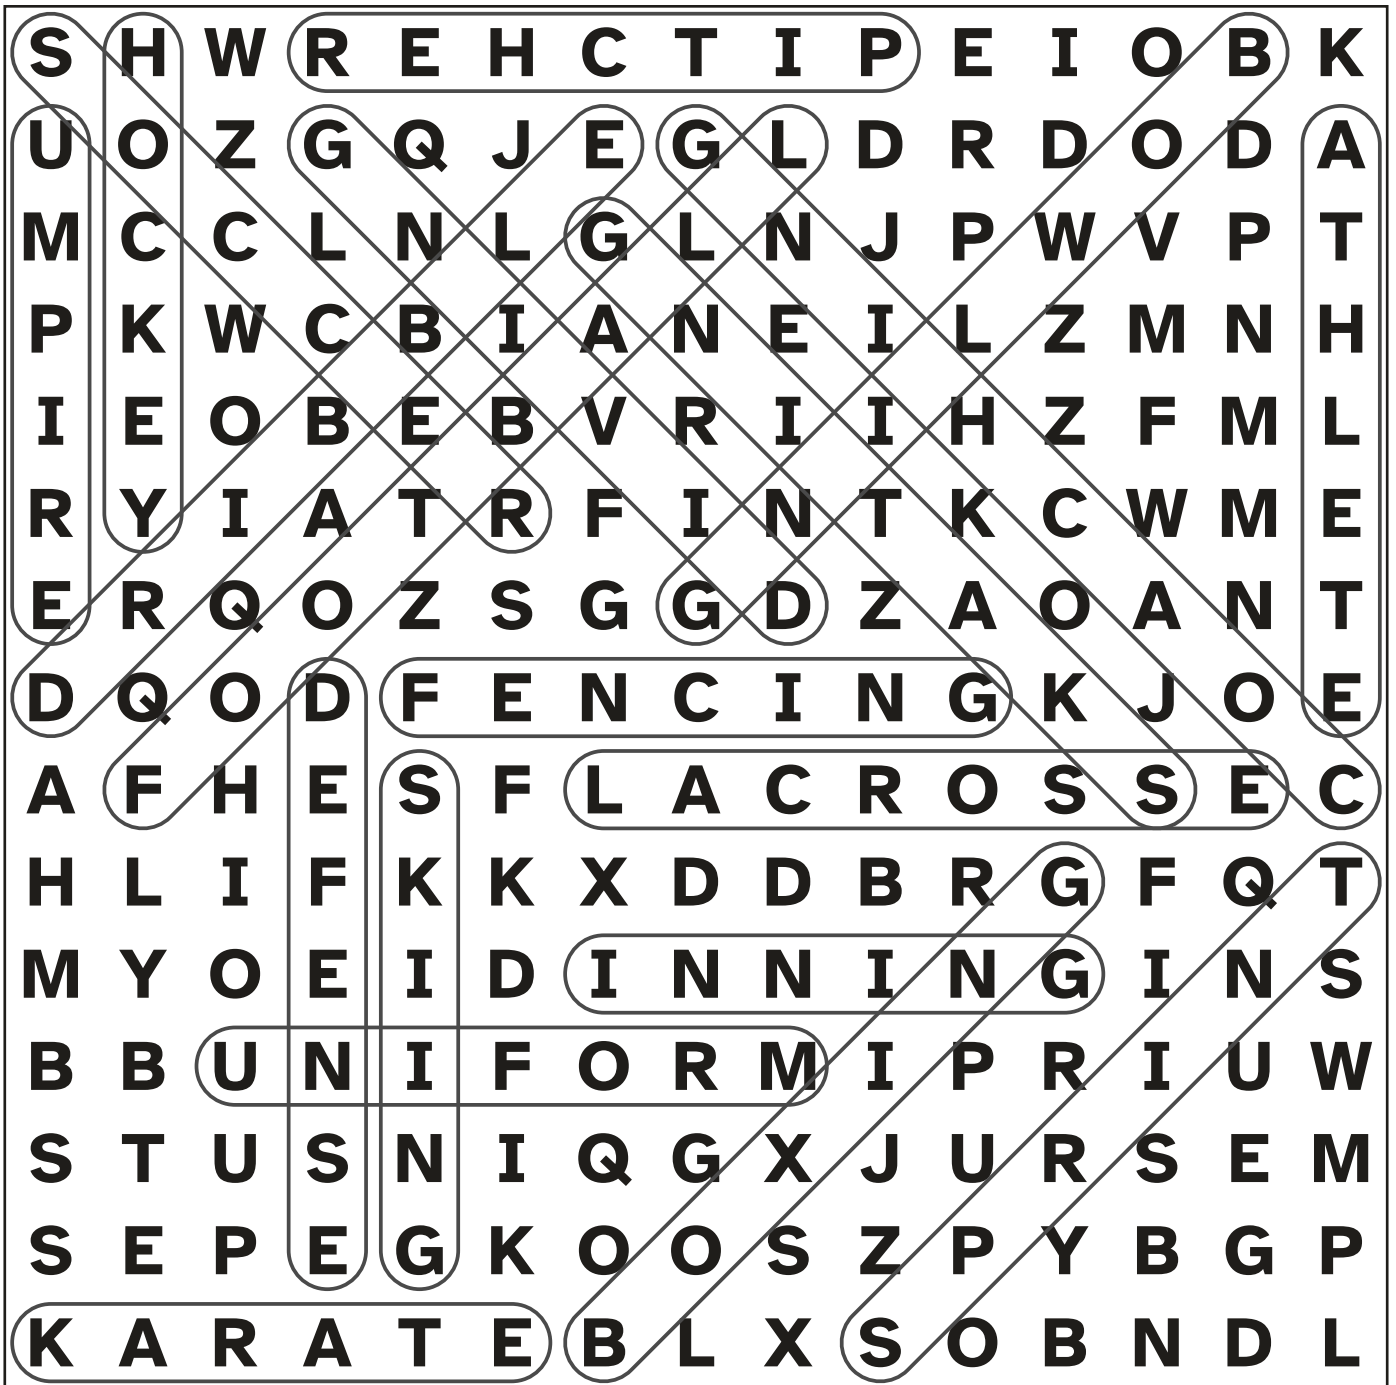 S H W R E H C T I P E I O B K
U O Z G Q J E G L D R D O D A
M C C L N L G L N J P W V P T
P K W C B I A N E I L Z M N H
I E O B E B V R I I H Z F M L
R Y I A T R F I N T K C W M E
E R Q O Z S G G D Z A O A N T
D Q O D F E N C I N G K J O E
A F H E S F L A C R O S S E C
H L I F K K X D D B R G F Q T
M Y O E I D I N N I N G I N S
B B U N I F O R M I P R I U W
S T U S N I Q G X J U R S E M
S E P E G K O O S Z P Y B G P
K A R A T E B L X S O B N D L